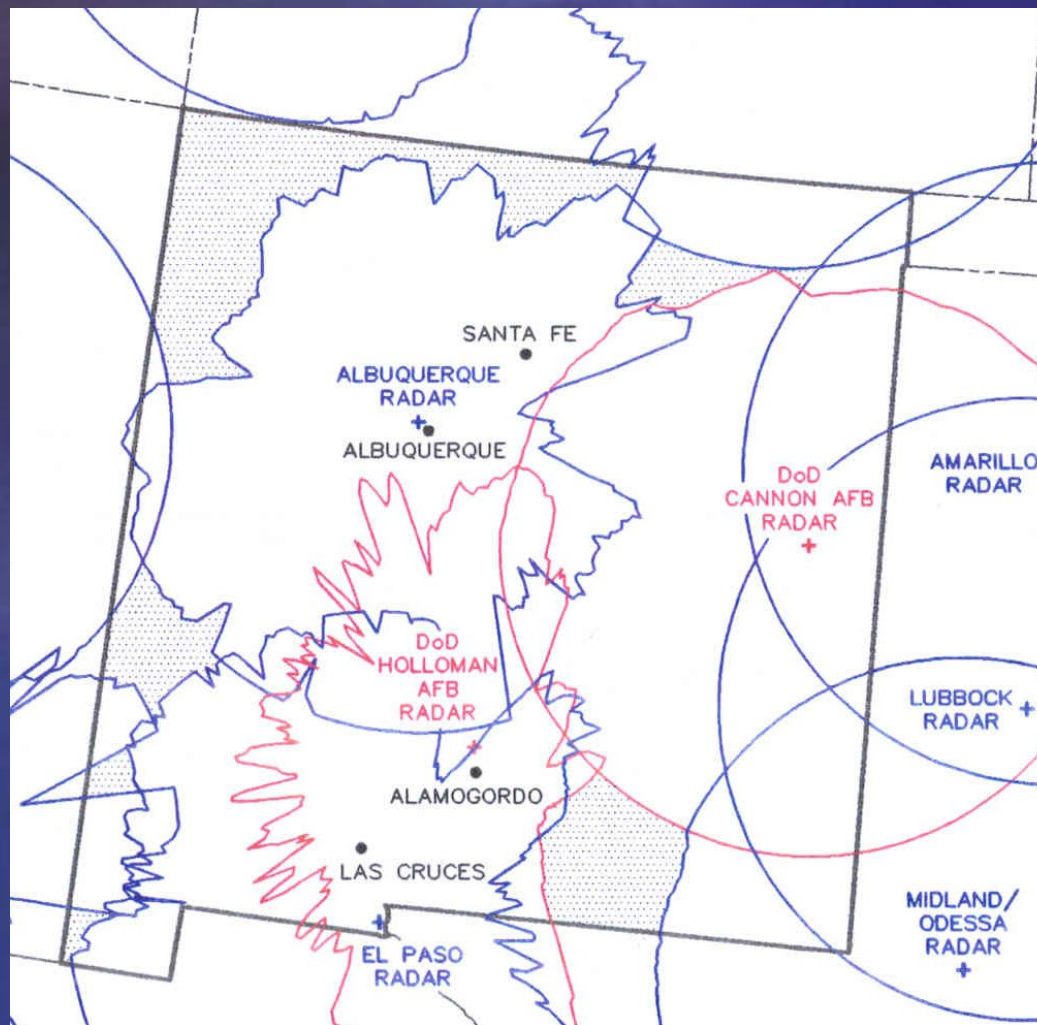 SANTA FE
ALBUQUERQUE
RADAR
ALBUQUERQUE
AMARILLO
RADAR
DoD
CANNON AFB
RADAR
DoD
HOLLOMAN
AFB
RADAR
LUBBOCK
RADAR
ALAMOGORDO
LAS CRUCES
MIDLAND/
ODESSA
RADAR
EL PASO
RADAR